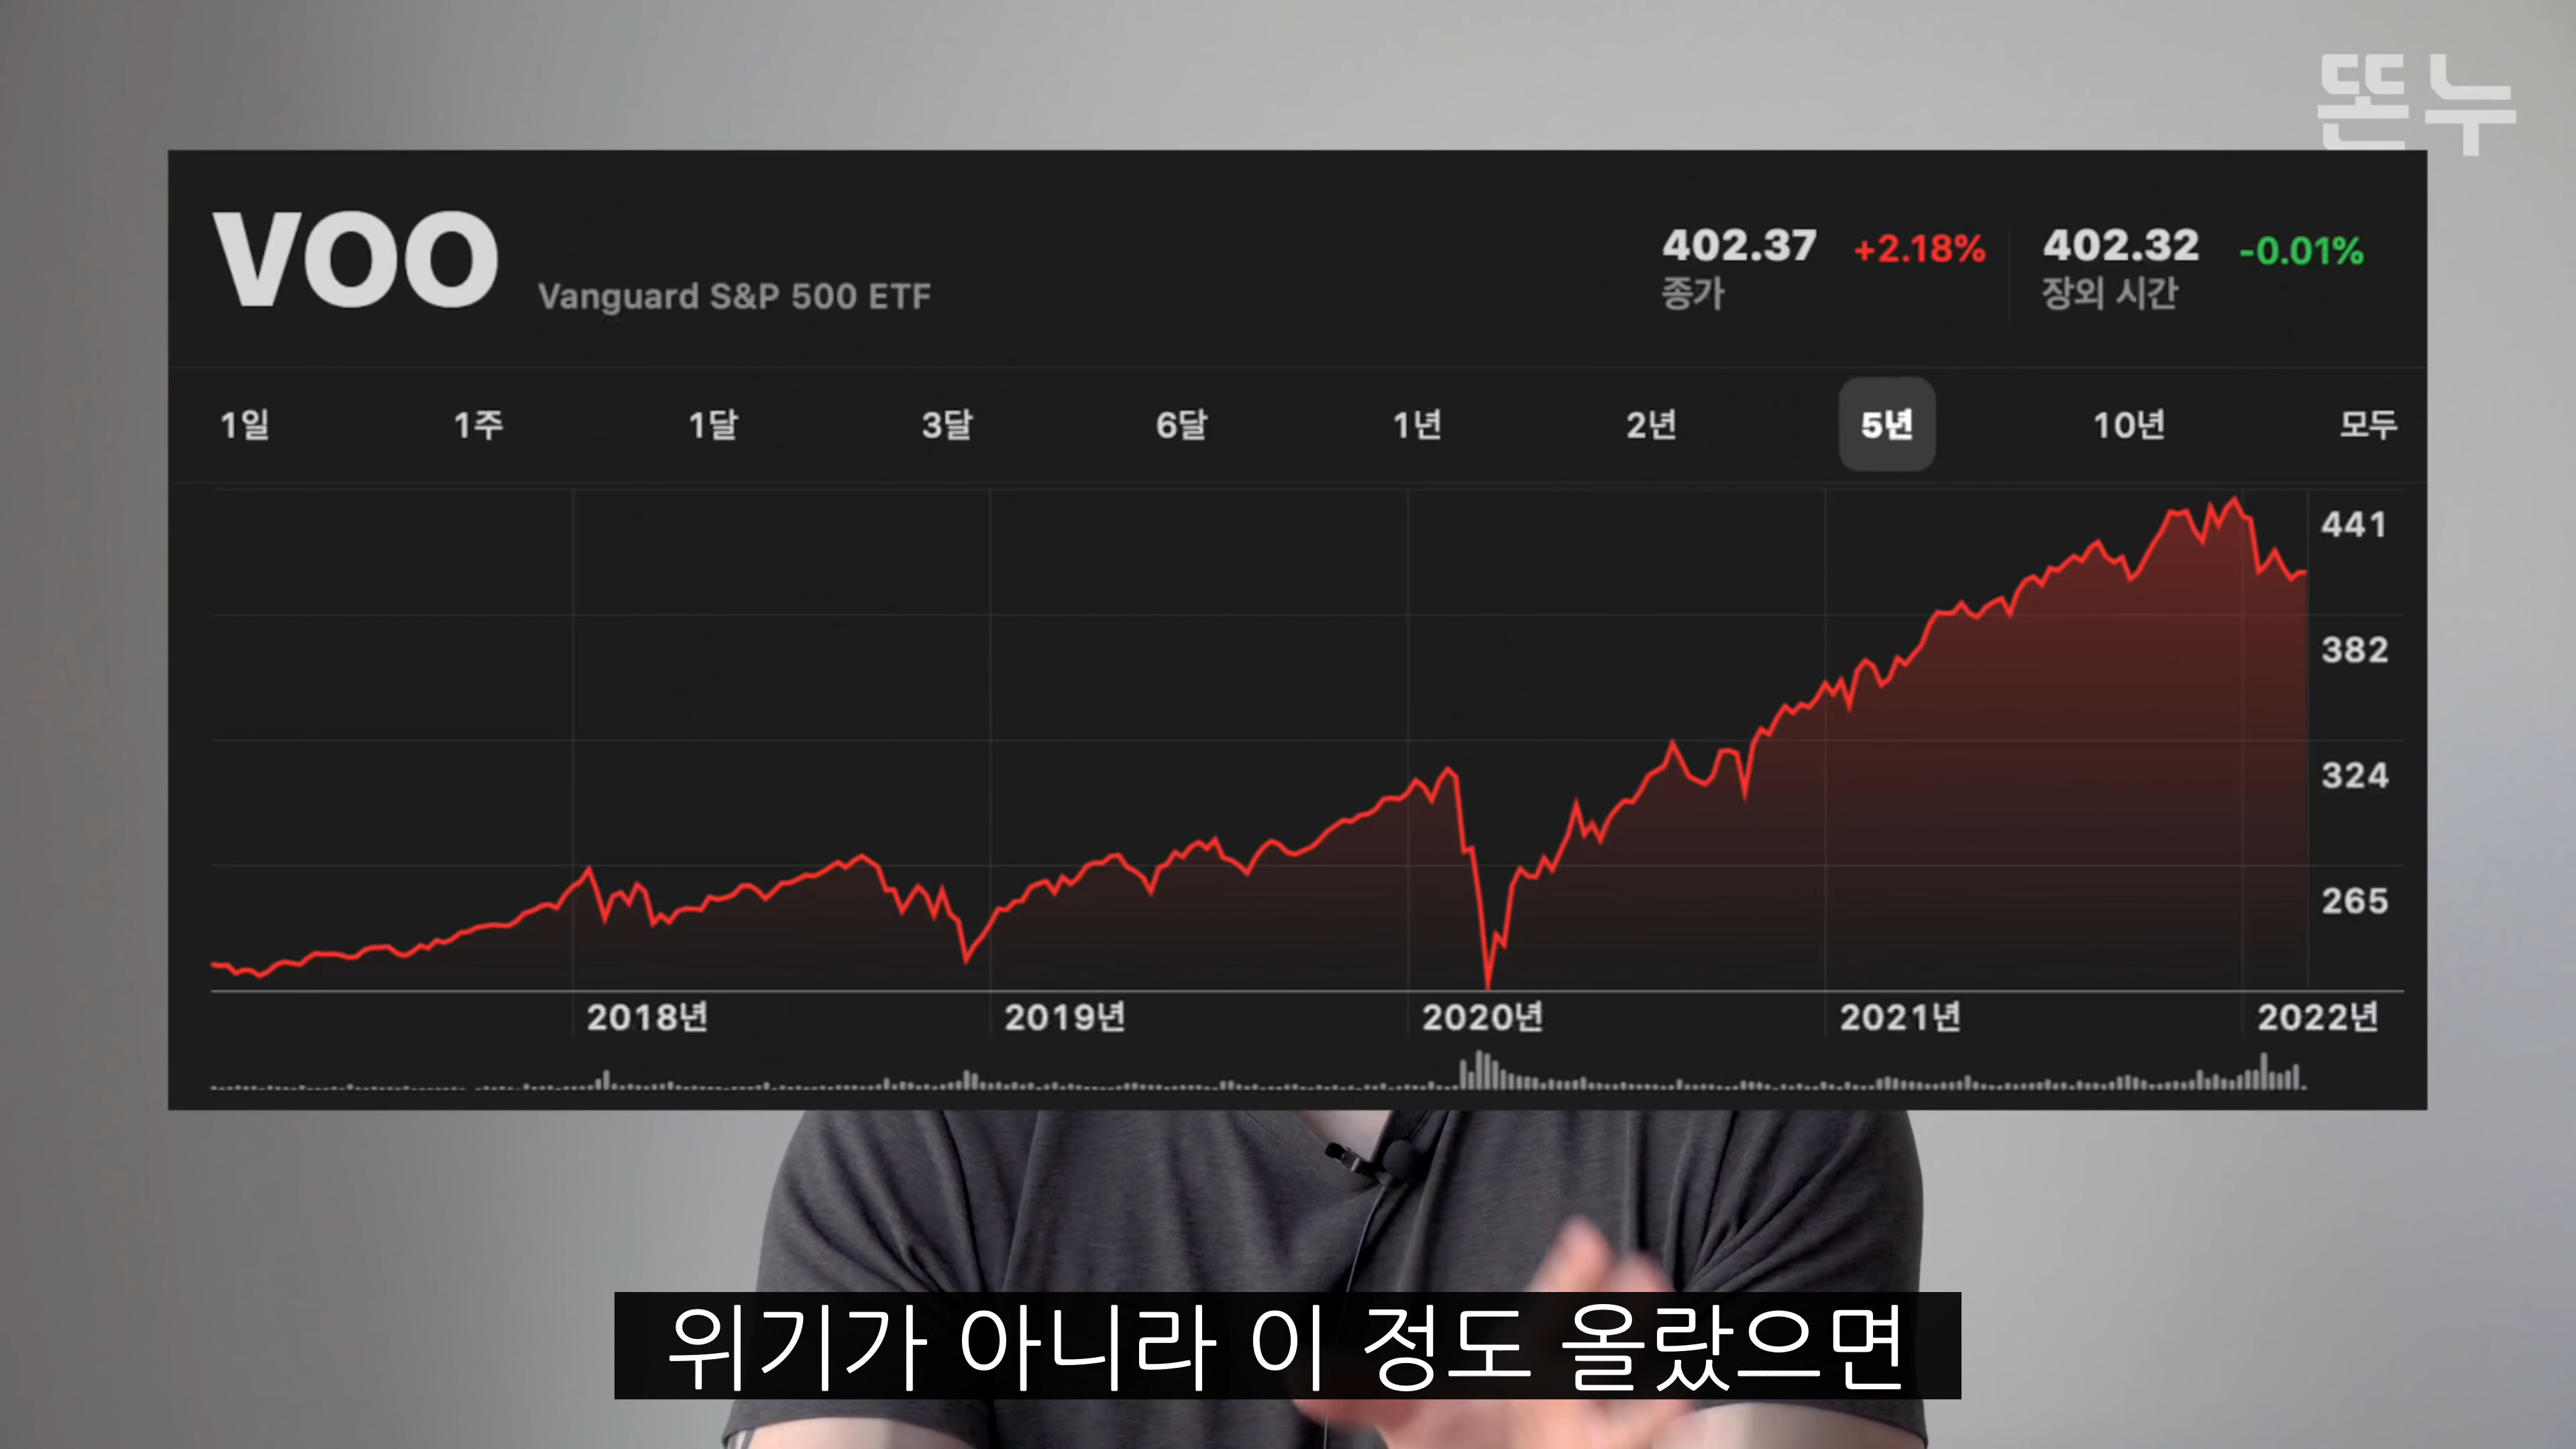 똔누
VOO Vanguard S&P 500 ETF
402.37 +2.18% 402.32 -0.01%
종가 장외 시간
1일 1주 1달 3달 6달 1년 2년 5년 10년 모두
441
382
324
265
2018년 2019년 2020년 2021년 2022년
위기가 아니라 이 정도 올랐으면